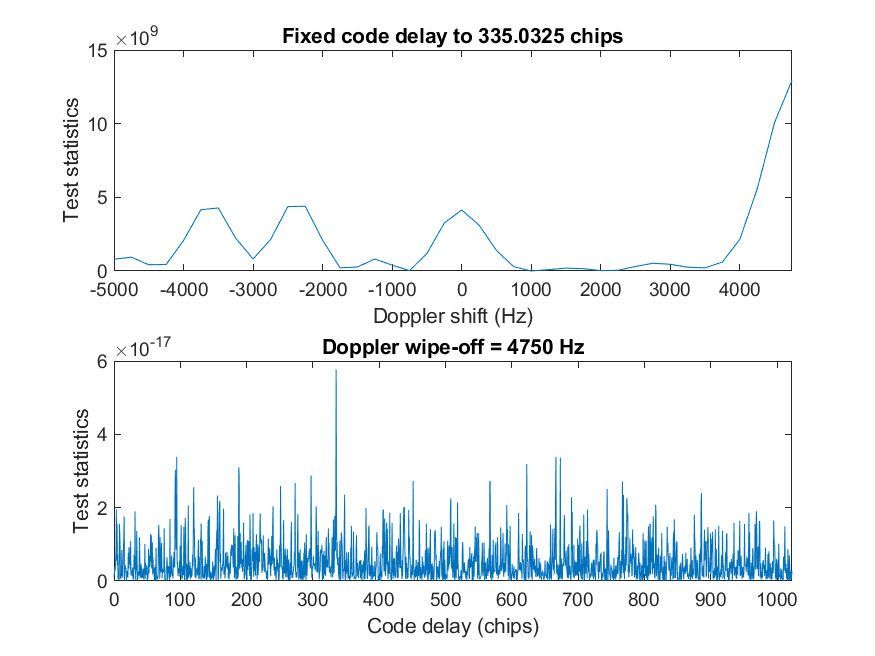 ×10^9
Fixed code delay to 335.0325 chips
15
10
5
0
Test statistics
-5000 -4000 -3000 -2000 -1000 0 1000 2000 3000 4000
Doppler shift (Hz)
×10^-17
Doppler wipe-off = 4750 Hz
6
4
2
0
Test statistics
0 100 200 300 400 500 600 700 800 900 1000
Code delay (chips)